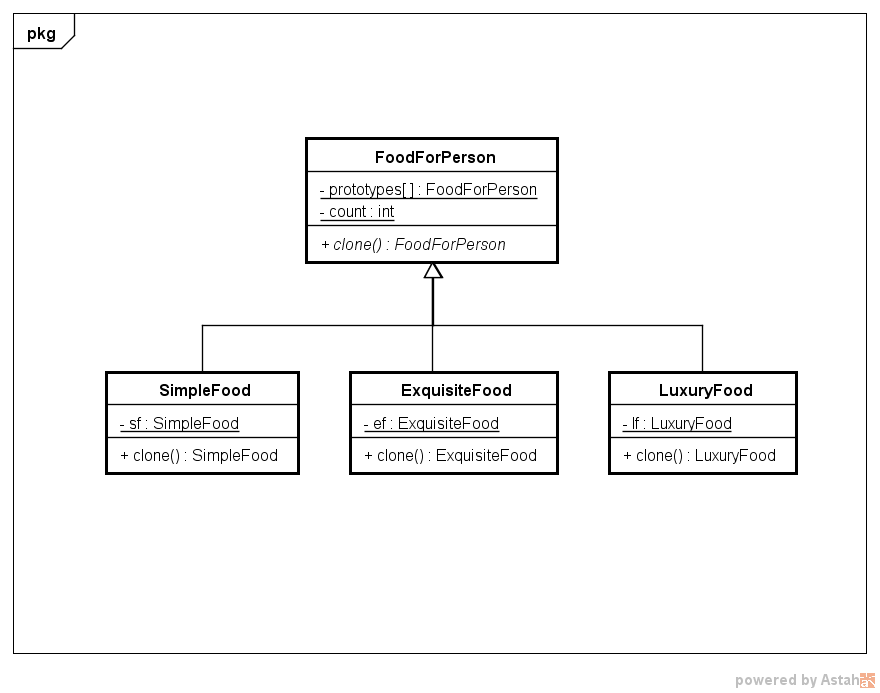 pkg
FoodForPerson
- prototypes[ ] : FoodForPerson
- count : int
+ clone() : FoodForPerson
SimpleFood
- sf : SimpleFood
+ clone() : SimpleFood
ExquisiteFood
- ef : ExquisiteFood
+ clone() : ExquisiteFood
LuxuryFood
- lf : LuxuryFood
+ clone() : LuxuryFood
powered by Astah